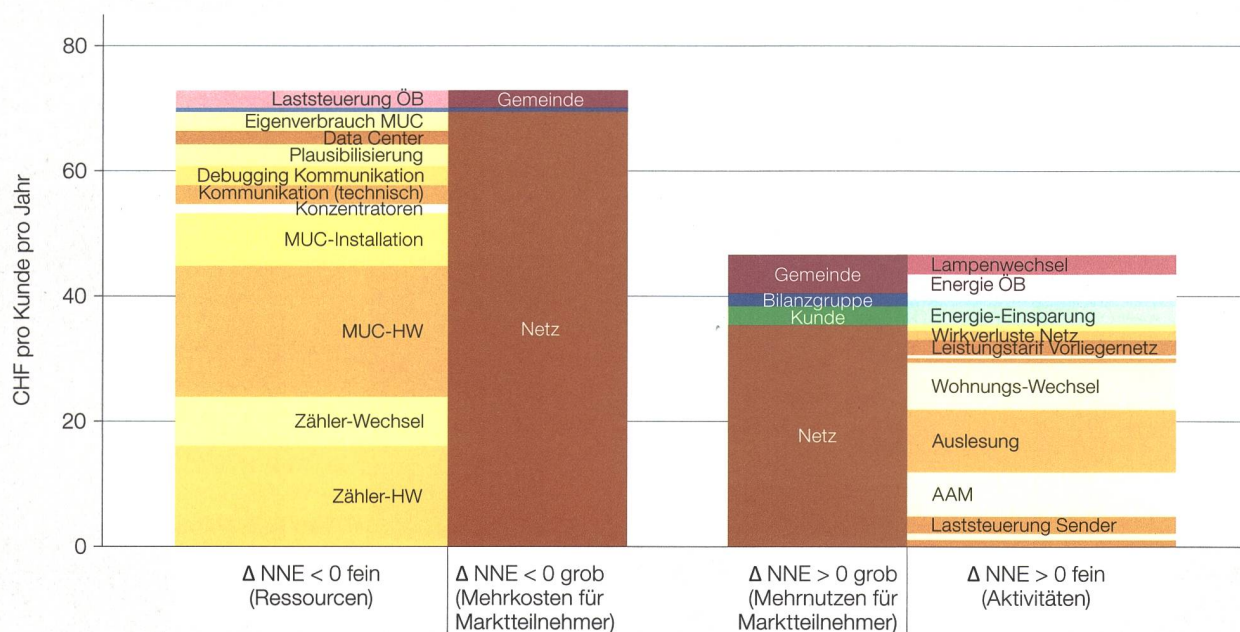 CHF pro Kunde pro Jahr
80
60
40
20
0
Laststeuerung ÖB
Eigenverbrauch MUC
Data Center
Plausibilisierung
Debugging Kommunikation
Kommunikation (technisch)
Konzentratoren
MUC-Installation
MUC-HW
Zähler-Wechsel
Zähler-HW
Gemeinde
Netz
Gemeinde
Bilanzgruppe
Kunde
Netz
Lampenwechsel
Energie ÖB
Energie-Einsparung
Wirkverluste Netz
Leistungstarif Vorliegernetz
Wohnungs-Wechsel
Auslesung
AAM
Laststeuerung Sender
Δ NNE < 0 fein
(Ressourcen)
Δ NNE < 0 grob
(Mehrkosten für
Marktteilnehmer)
Δ NNE > 0 grob
(Mehrnutzen für
Marktteilnehmer)
Δ NNE > 0 fein
(Aktivitäten)